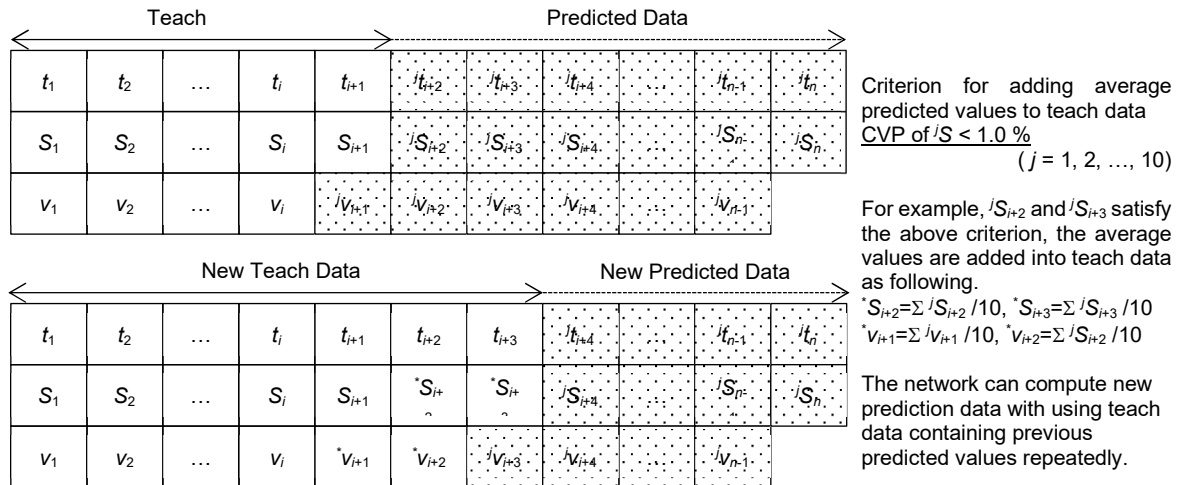 Teach Predicted Data
t₁ t₂ … tᵢ tᵢ₊₁ ʲtᵢ₊₂ ʲtᵢ₊₃ ʲtᵢ₊₄ … ʲtₙ₋₁ ʲtₙ
S₁ S₂ … Sᵢ Sᵢ₊₁ ʲSᵢ₊₂ ʲSᵢ₊₃ ʲSᵢ₊₄ … ʲSₙ₋ ʲSₙ
v₁ v₂ … vᵢ ʲvᵢ₊₁ ʲvᵢ₊₂ ʲvᵢ₊₃ ʲvᵢ₊₄ … ʲvₙ₋₁
New Teach Data New Predicted Data
t₁ t₂ … tᵢ tᵢ₊₁ tᵢ₊₂ tᵢ₊₃ ʲtᵢ₊₄ … ʲtₙ₋₁ ʲtₙ
S₁ S₂ … Sᵢ Sᵢ₊₁ *Sᵢ₊ *Sᵢ₊ ʲSᵢ₊₄ … ʲSₙ₋ ʲSₙ
v₁ v₂ … vᵢ *vᵢ₊₁ *vᵢ₊₂ ʲvᵢ₊₃ ʲvᵢ₊₄ … ʲvₙ₋₁
Criterion for adding average
predicted values to teach data
CVP of ʲS < 1.0 %
( j = 1, 2, …, 10)
For example, ʲSᵢ₊₂ and ʲSᵢ₊₃ satisfy
the above criterion, the average
values are added into teach data
as following.
*Sᵢ₊₂=Σ ʲSᵢ₊₂ /10, *Sᵢ₊₃=Σ ʲSᵢ₊₃ /10
*vᵢ₊₁=Σ ʲvᵢ₊₁ /10, *vᵢ₊₂=Σ ʲSᵢ₊₂ /10
The network can compute new
prediction data with using teach
data containing previous
predicted values repeatedly.